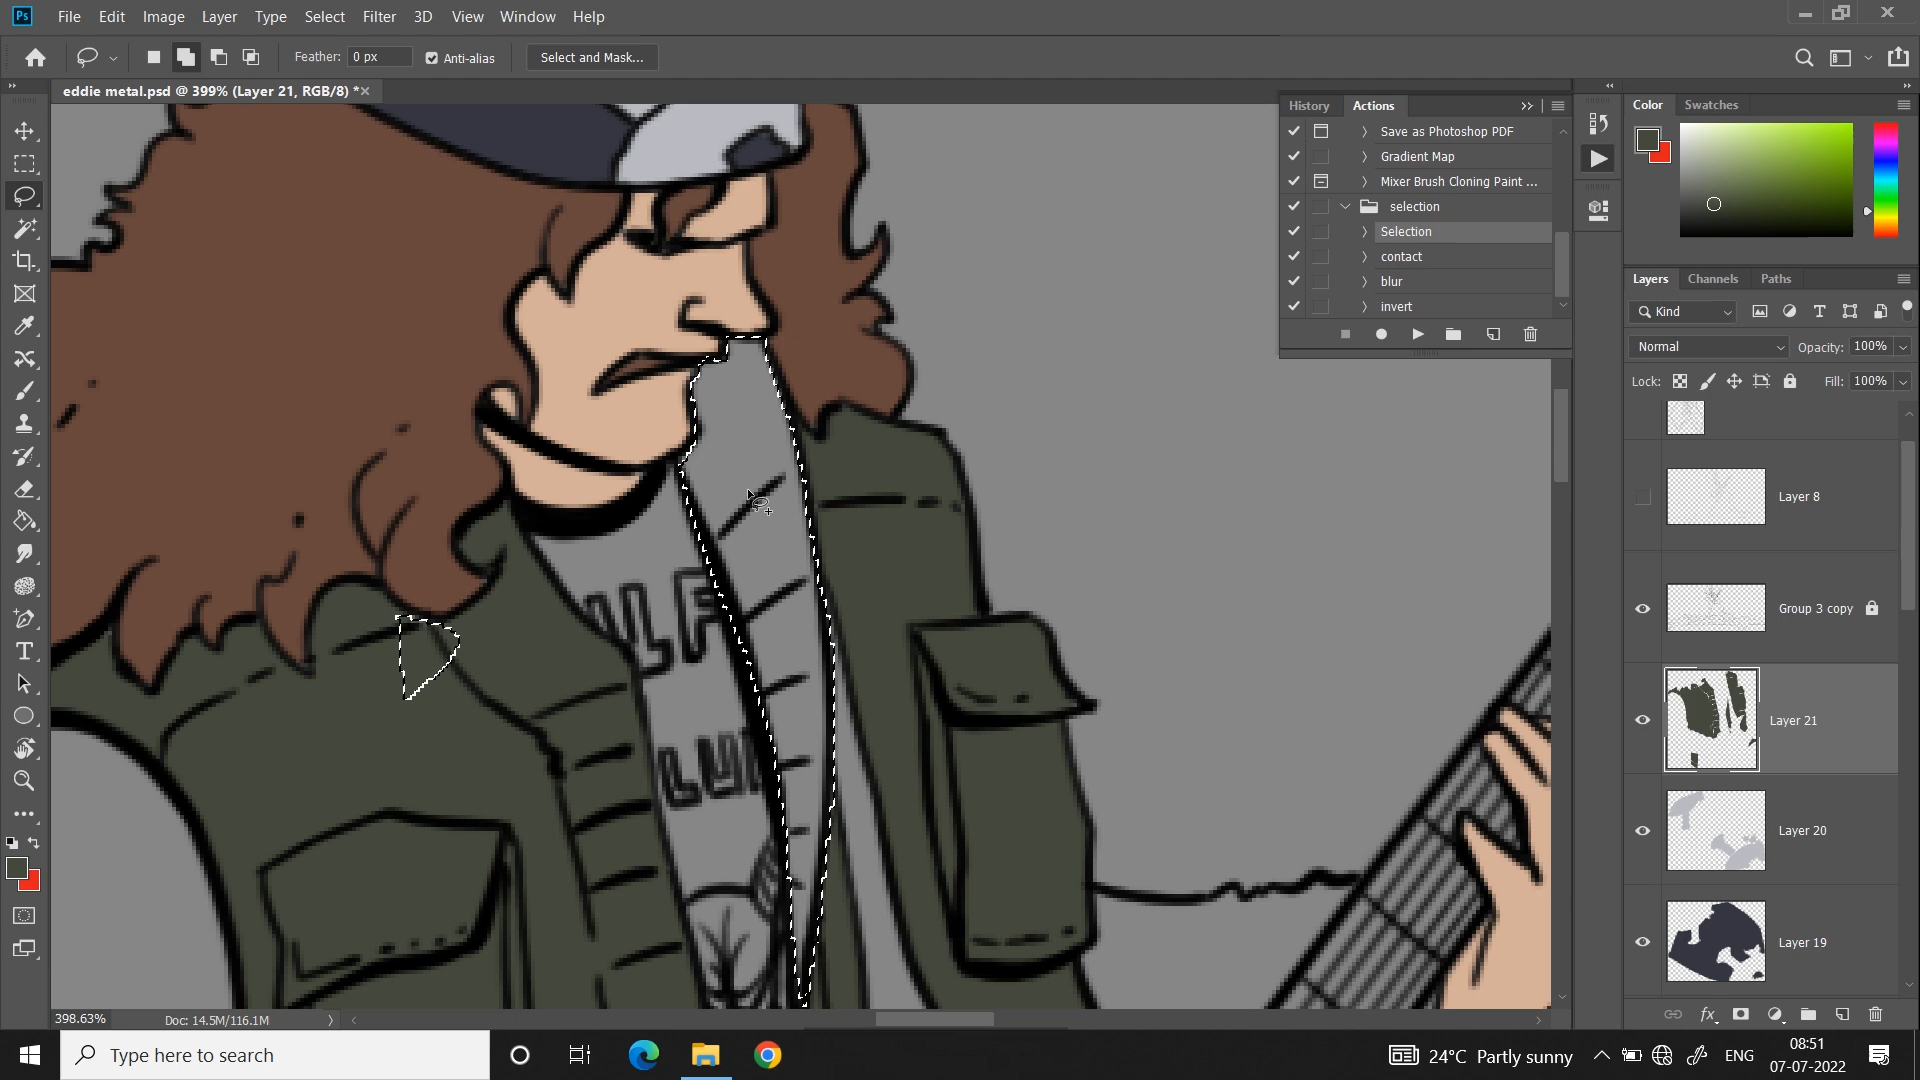 Ps File Edit Image Layer Type Select Filter 3D View Window Help
Feather: 0 px Anti-alias Select and Mask...
eddie metal.psd @ 399% (Layer 21, RGB/8) *
History Actions
Save as Photoshop PDF
Gradient Map
Mixer Brush Cloning Paint ...
selection
Selection
contact
blur
invert
Color Swatches
Layers Channels Paths
Kind
Normal Opacity: 100%
Lock: Fill: 100%
Layer 8
Group 3 copy
Layer 21
Layer 20
Layer 19
398.63% Doc: 14.5M/116.1M
Type here to search
24°C Partly sunny ENG
08:51
07-07-2022